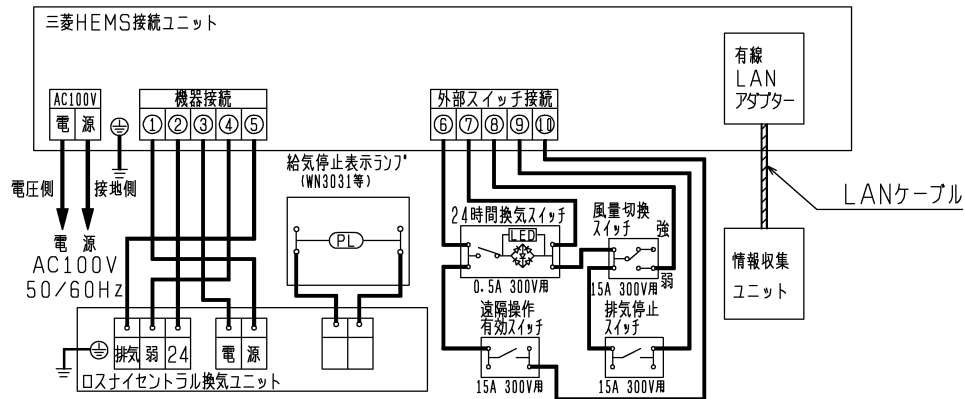 三菱HEMS接続ユニット
有線
LAN
アダプター
AC100V
電 源
機器接続
① ② ③ ④ ⑤
外部スイッチ接続
⑥ ⑦ ⑧ ⑨ ⑩
電圧側
接地側
給気停止表示ランプ
(WN3031等)
PL
24時間換気スイッチ
LED
0.5A 300V用
風量切換
スイッチ
強
弱
15A 300V用
LANケーブル
情報収集
ユニット
電 源
AC100V
50/60Hz
遠隔操作
有効スイッチ
15A 300V用
排気停止
スイッチ
15A 300V用
排気 弱 24
電 源
ロスナイセントラル換気ユニット